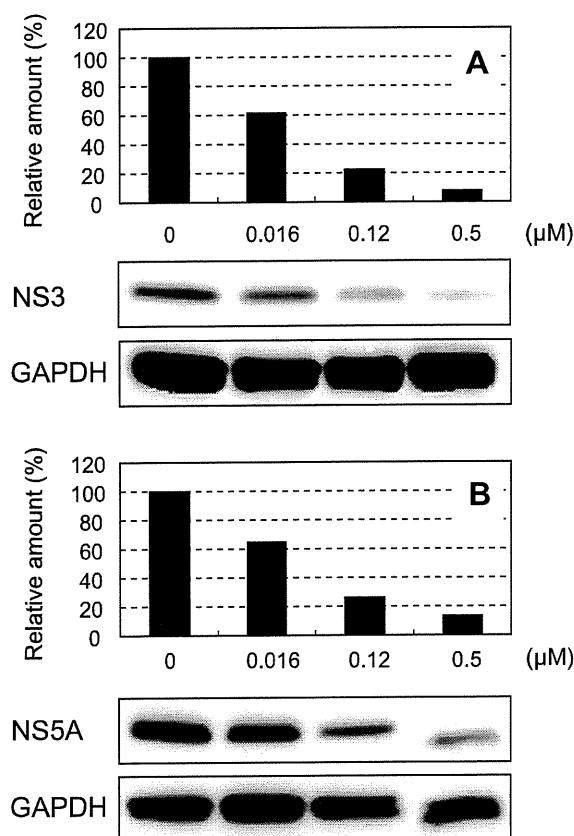 Relative amount (%)
120
100
80
60
40
20
0
A
0 0.016 0.12 0.5 (µM)
NS3
GAPDH
Relative amount (%)
120
100
80
60
40
20
0
B
0 0.016 0.12 0.5 (µM)
NS5A
GAPDH